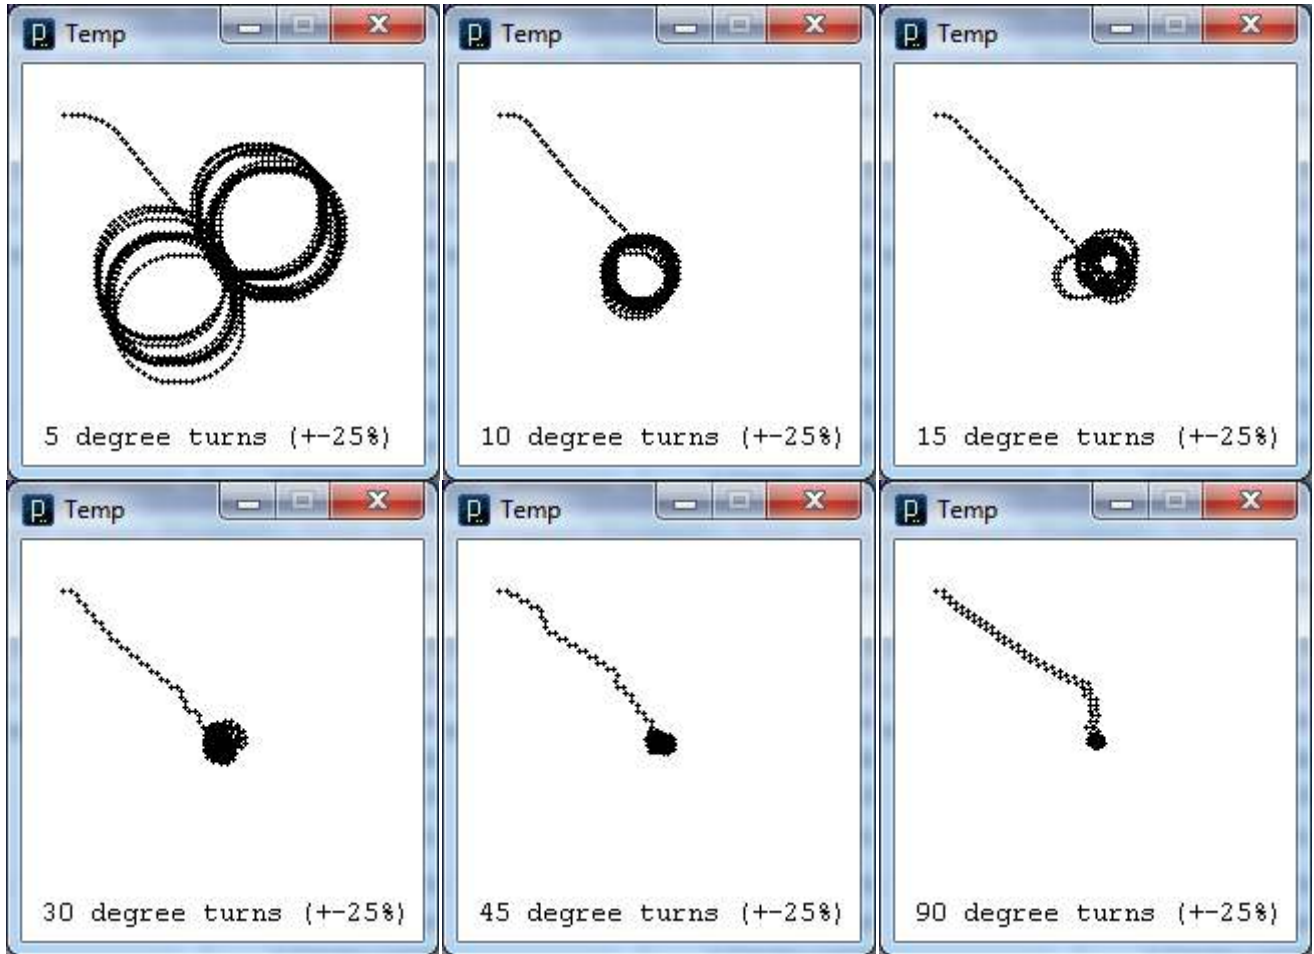 Temp
Temp
Temp
5 degree turns (+-25%)
10 degree turns (+-25%)
15 degree turns (+-25%)
Temp
Temp
Temp
30 degree turns (+-25%)
45 degree turns (+-25%)
90 degree turns (+-25%)